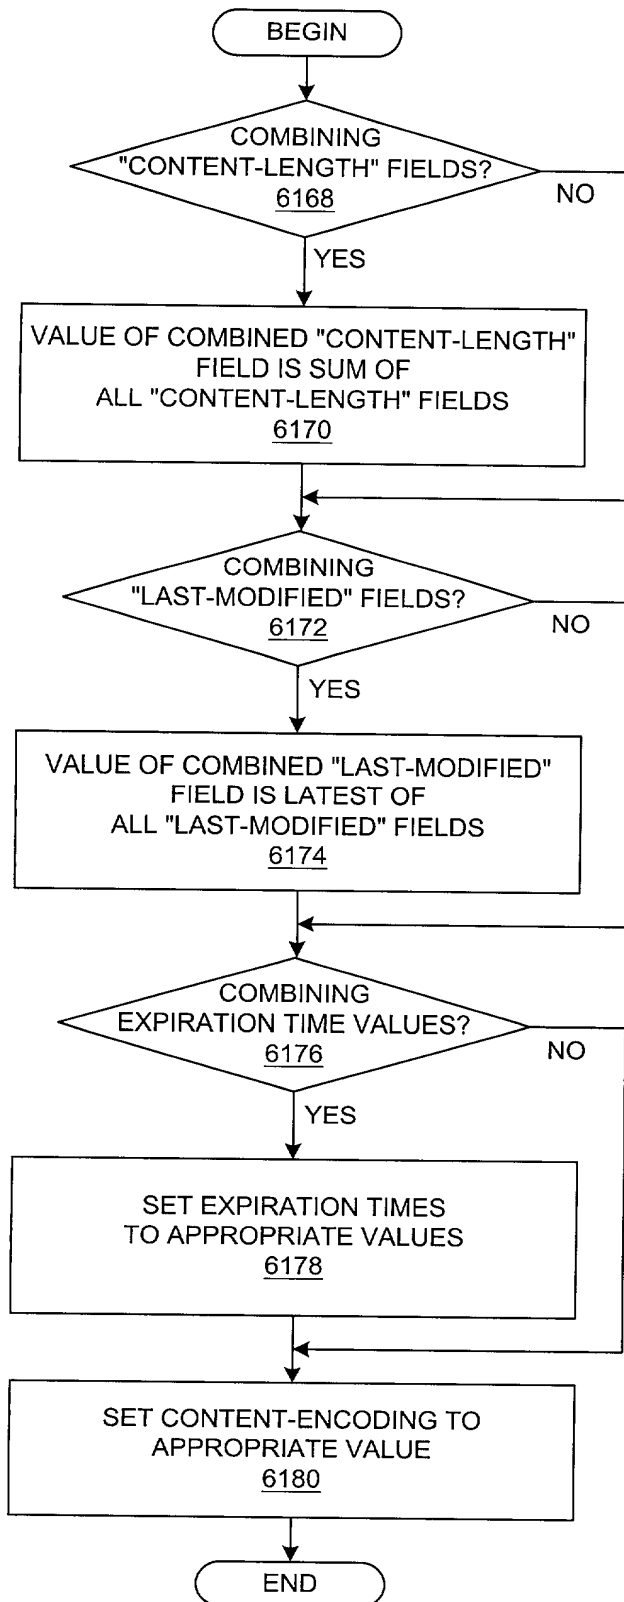 BEGIN
COMBINING
"CONTENT-LENGTH" FIELDS?
6168
NO
YES
VALUE OF COMBINED "CONTENT-LENGTH"
FIELD IS SUM OF
ALL "CONTENT-LENGTH" FIELDS
6170
COMBINING
"LAST-MODIFIED" FIELDS?
6172
NO
YES
VALUE OF COMBINED "LAST-MODIFIED"
FIELD IS LATEST OF
ALL "LAST-MODIFIED" FIELDS
6174
COMBINING
EXPIRATION TIME VALUES?
6176
NO
YES
SET EXPIRATION TIMES
TO APPROPRIATE VALUES
6178
SET CONTENT-ENCODING TO
APPROPRIATE VALUE
6180
END